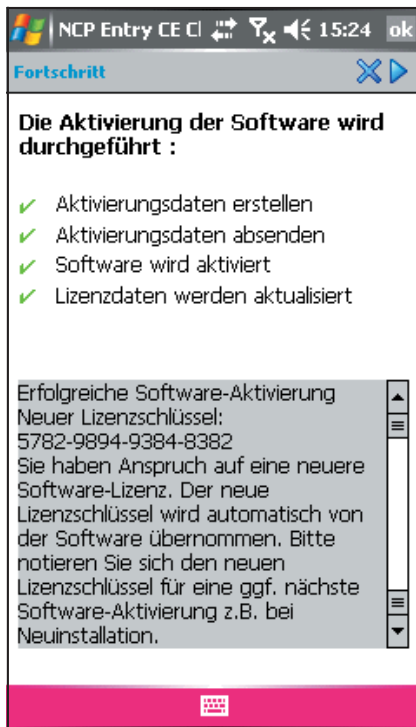 NCP Entry CE Cl 15:24 ok
Fortschritt
Die Aktivierung der Software wird
durchgeführt :
Aktivierungsdaten erstellen
Aktivierungsdaten absenden
Software wird aktiviert
Lizenzdaten werden aktualisiert
Erfolgreiche Software-Aktivierung
Neuer Lizenzschlüssel:
5782-9894-9384-8382
Sie haben Anspruch auf eine neuere
Software-Lizenz. Der neue
Lizenzschlüssel wird automatisch von
der Software übernommen. Bitte
notieren Sie sich den neuen
Lizenzschlüssel für eine ggf. nächste
Software-Aktivierung z.B. bei
Neuinstallation.